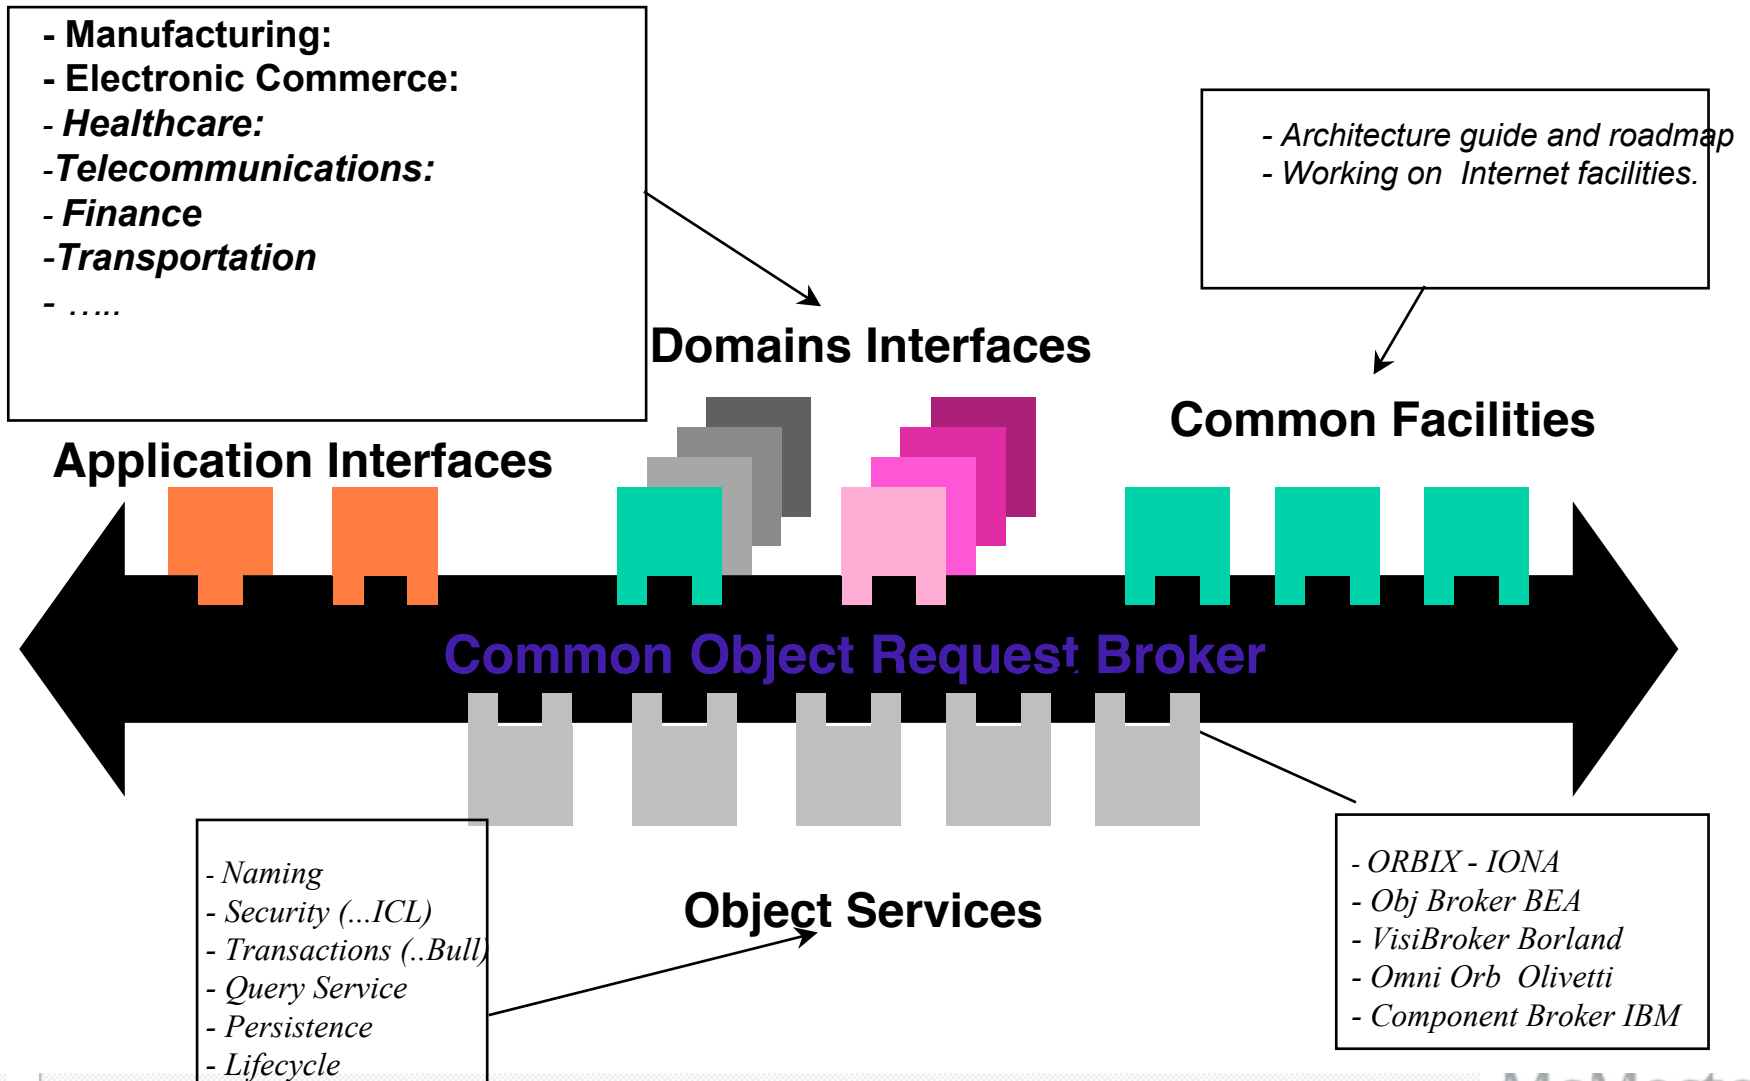 - Manufacturing:
- Electronic Commerce:
- Healthcare:
-Telecommunications:
- Finance
-Transportation
- …..
- Architecture guide and roadmap
- Working on  Internet facilities.
Domains Interfaces
Common Facilities
Application Interfaces
Common Object Request Broker
- Naming
- Security (...ICL)
- Transactions (..Bull)
- Query Service
- Persistence
- Lifecycle
Object Services
- ORBIX - IONA
- Obj Broker BEA
- VisiBroker Borland
- Omni Orb  Olivetti
- Component Broker IBM